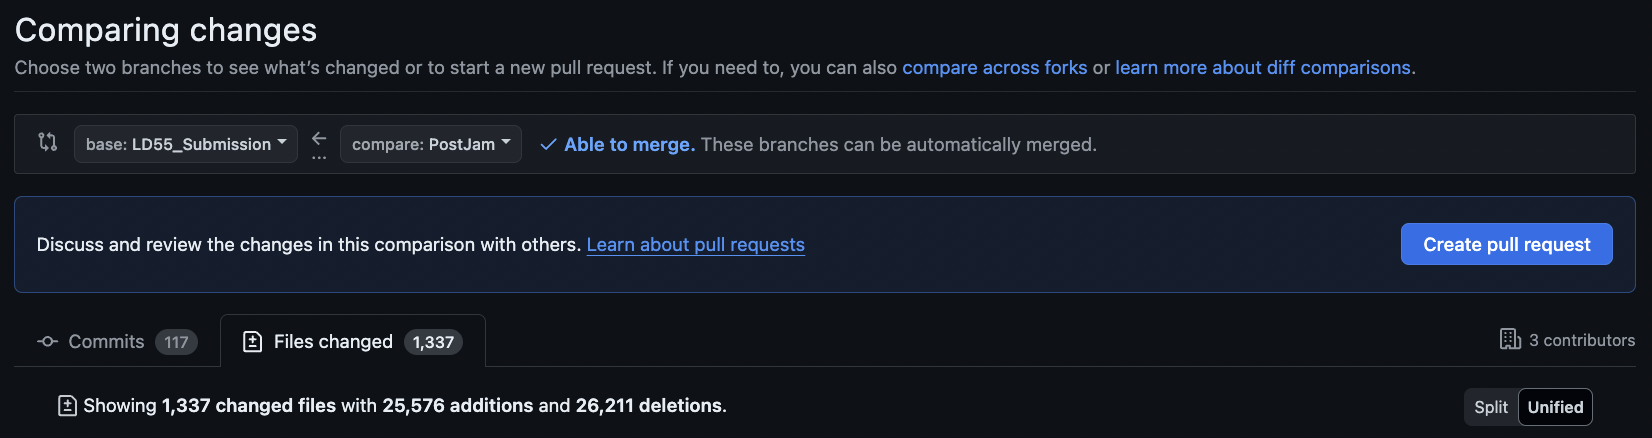 Comparing changes
Choose two branches to see what's changed or to start a new pull request. If you need to, you can also compare across forks or learn more about diff comparisons.
base: LD55_Submission ... compare: PostJam Able to merge. These branches can be automatically merged.
Discuss and review the changes in this comparison with others. Learn about pull requests Create pull request
Commits 117 Files changed 1,337 3 contributors
Showing 1,337 changed files with 25,576 additions and 26,211 deletions. Split Unified